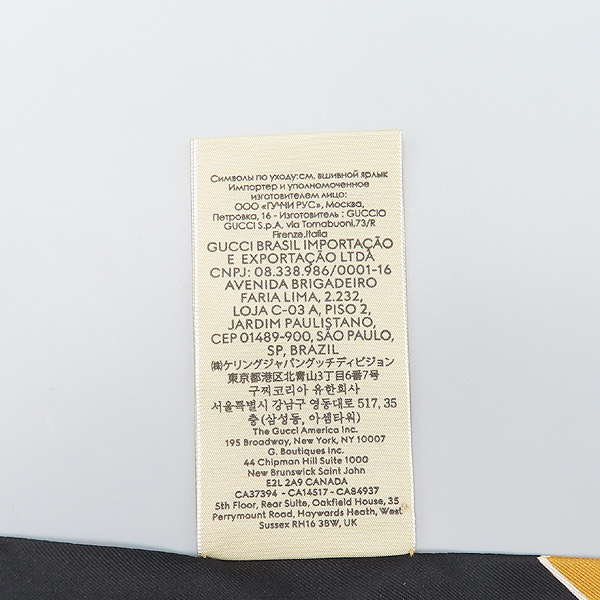 Символы по уходу:см. вшивной ярлык
Импортер и уполномоченное
изготовителем лицо:
ООО «ГУЧЧИ РУС», Москва,
Петровка, 16 - Изготовитель : GUCCIO
GUCCI S.p.A, via Tornabuoni,73/R
Firenze,Italia
GUCCI BRASIL IMPORTAÇÃO
E EXPORTAÇÃO LTDA
CNPJ: 08.338.986/0001-16
AVENIDA BRIGADEIRO
FARIA LIMA, 2.232,
LOJA C-03 A, PISO 2,
JARDIM PAULISTANO,
CEP 01489-900, SÃO PAULO,
SP, BRAZIL
㈱ケリングジャパングッチディビジョン
東京都港区北青山3丁目6番7号
구찌코리아 유한회사
서울특별시 강남구 영동대로 517, 35
층 (삼성동, 아셈타워)
The Gucci America Inc.
195 Broadway, New York, NY 10007
G. Boutiques Inc.
44 Chipman Hill Suite 1000
New Brunswick Saint John
E2L 2A9 CANADA
CA37394 - CA14517 - CA84937
5th Floor, Rear Suite, Oakfield House, 35
Perrymount Road, Haywards Heath, West
Sussex RH16 3BW, UK